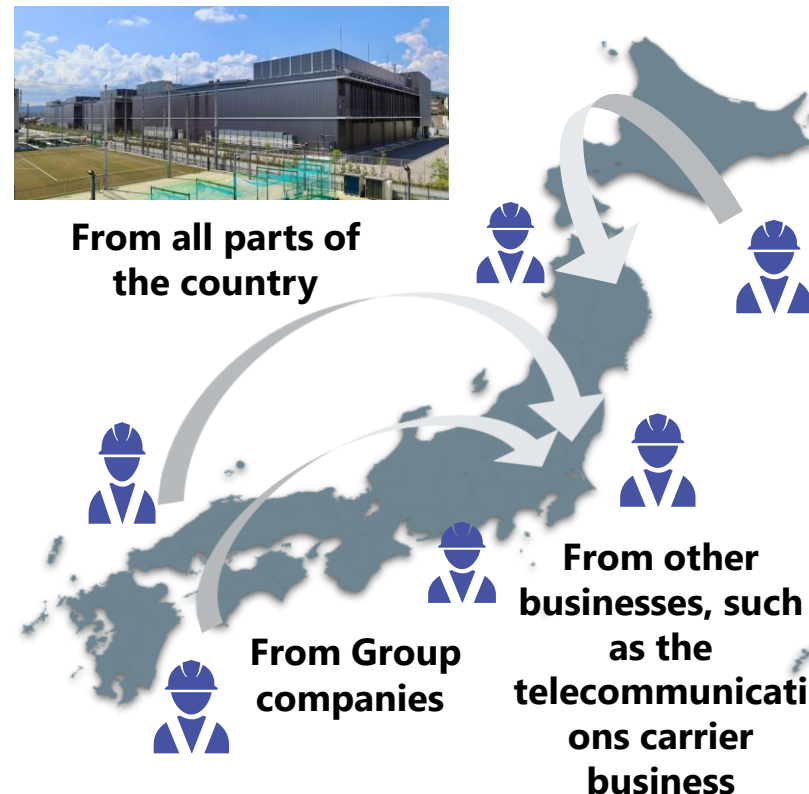 From all parts of
the country
From Group
companies
From other
businesses, such
as the
telecommunicati
ons carrier
business